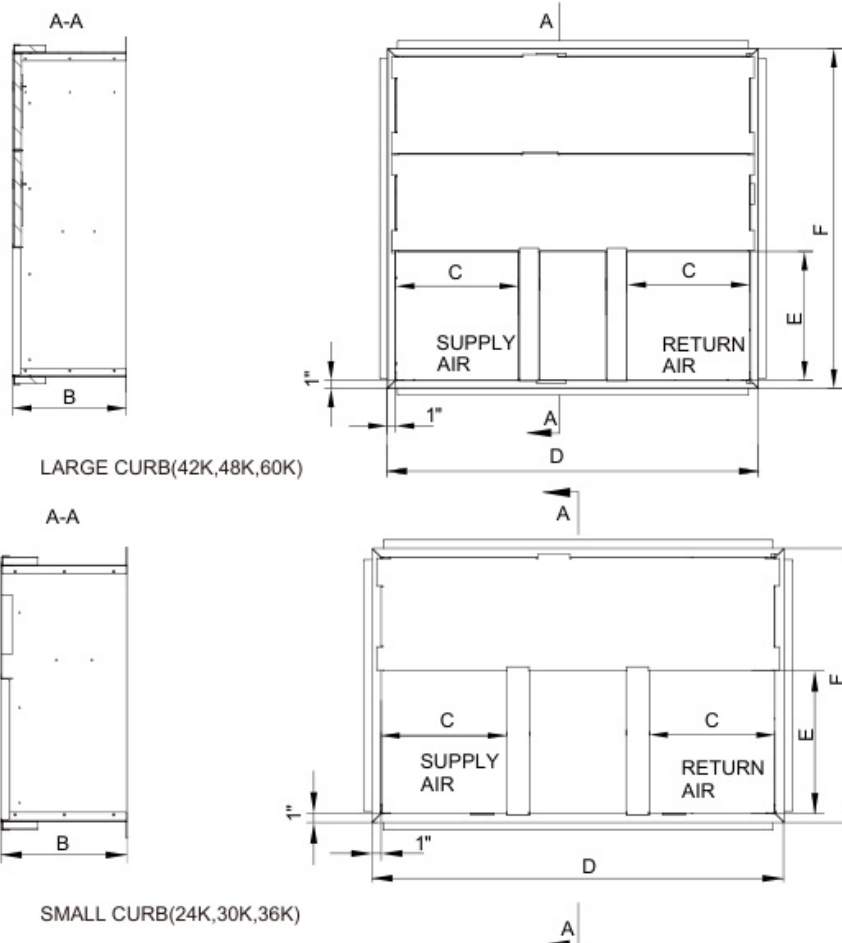 A-A
A
F
C
C
E
SUPPLY
AIR
RETURN
AIR
1"
1"
B
A
D
LARGE CURB(42K,48K,60K)
A-A
A
F
C
C
E
SUPPLY
AIR
RETURN
AIR
1"
1"
B
D
SMALL CURB(24K,30K,36K)
A